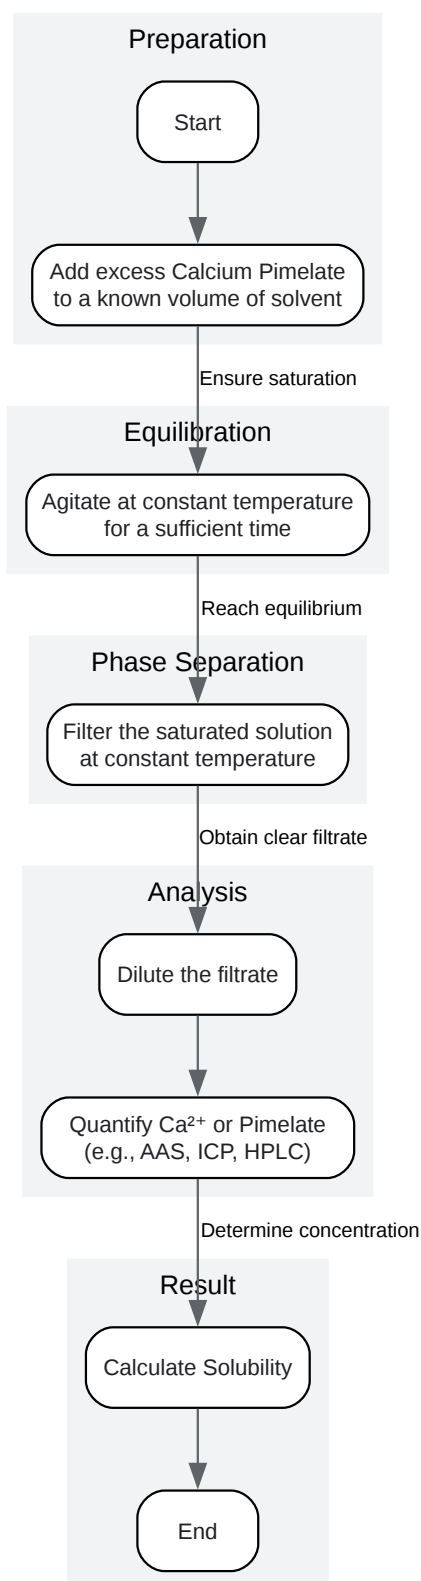 Preparation
Start
Add excess Calcium Pimelate
to a known volume of solvent
Ensure saturation
Equilibration
Agitate at constant temperature
for a sufficient time
Reach equilibrium
Phase Separation
Filter the saturated solution
at constant temperature
Obtain clear filtrate
Analysis
Dilute the filtrate
Quantify Ca²⁺ or Pimelate
(e.g., AAS, ICP, HPLC)
Determine concentration
Result
Calculate Solubility
End